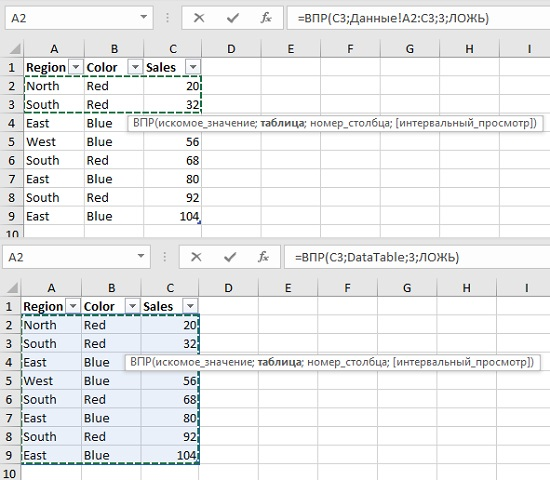 A2 =ВПР(C3;Данные!A2:C3;3;ЛОЖЬ)
A B C D E F G H I
1 Region Color Sales
2 North Red 20
3 South Red 32
4 East Blue ВПР(искомое_значение; таблица; номер_столбца; [интервальный_просмотр])
5 West Blue 56
6 South Red 68
7 East Blue 80
8 South Red 92
9 East Blue 104
10
A2 =ВПР(C3;DataTable;3;ЛОЖЬ)
A B C D E F G H I
1 Region Color Sales
2 North Red 20
3 South Red 32
4 East Blue ВПР(искомое_значение; таблица; номер_столбца; [интервальный_просмотр])
5 West Blue 56
6 South Red 68
7 East Blue 80
8 South Red 92
9 East Blue 104
10